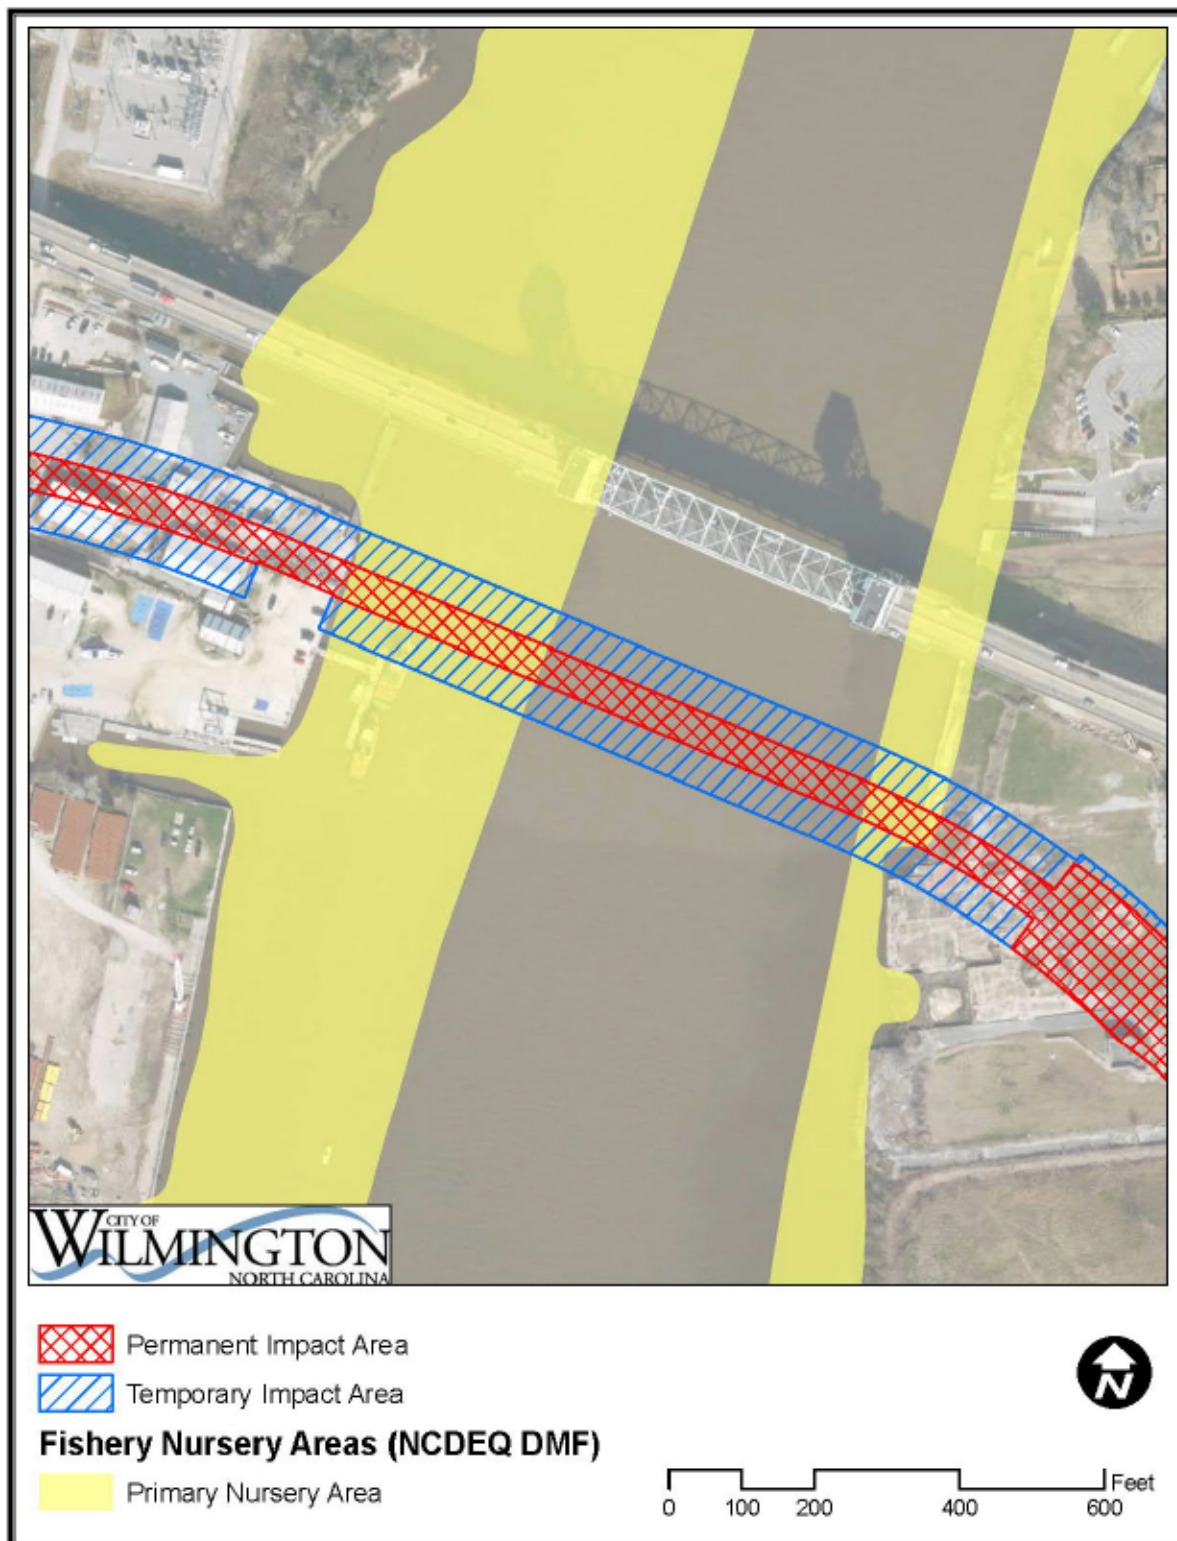 CITY OF
WILMINGTON
NORTH CAROLINA
Permanent Impact Area
Temporary Impact Area
Fishery Nursery Areas (NCDEQ DMF)
Primary Nursery Area
N
Feet
0 100 200 400 600